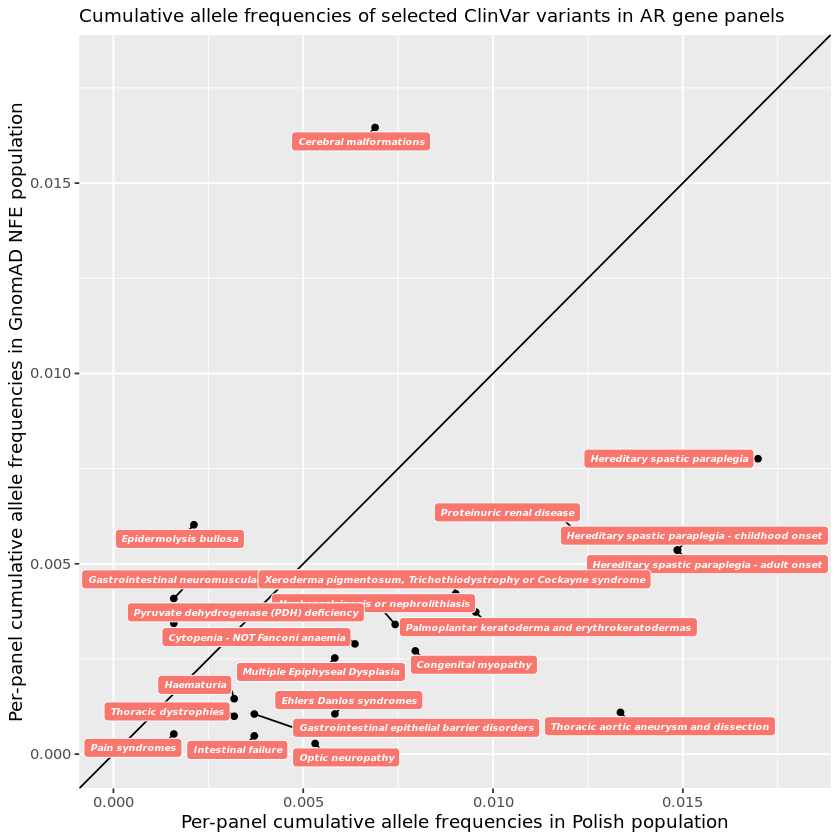 Cumulative allele frequencies of selected ClinVar variants in AR gene panels
Per-panel cumulative allele frequencies in GnomAD NFE population
Cerebral malformations
0.015
0.010
Hereditary spastic paraplegia
Proteinuric renal disease
Epidermolysis bullosa
Hereditary spastic paraplegia - childhood onset
0.005
Hereditary spastic paraplegia - adult onset
Gastrointestinal
Xeroderma pigmentosum, Trichothiodystrophy or Cockayne syndrome
or nephrolithiasis
Pyruvate dehydrogenase (PDH) deficiency
Palmoplantar keratoderma and erythrokeratodermas
Cytopenia - NOT Fanconi anaemia
Congenital myopathy
Multiple Epiphyseal Dysplasia
Haematuria
Ehlers Danlos syndromes
Thoracic dystrophies
Gastrointestinal epithelial barrier disorders
Thoracic aortic aneurysm and dissection
Pain syndromes
Intestinal failure
0.000
Optic neuropathy
0.000
0.005
0.010
0.015
Per-panel cumulative allele frequencies in Polish population